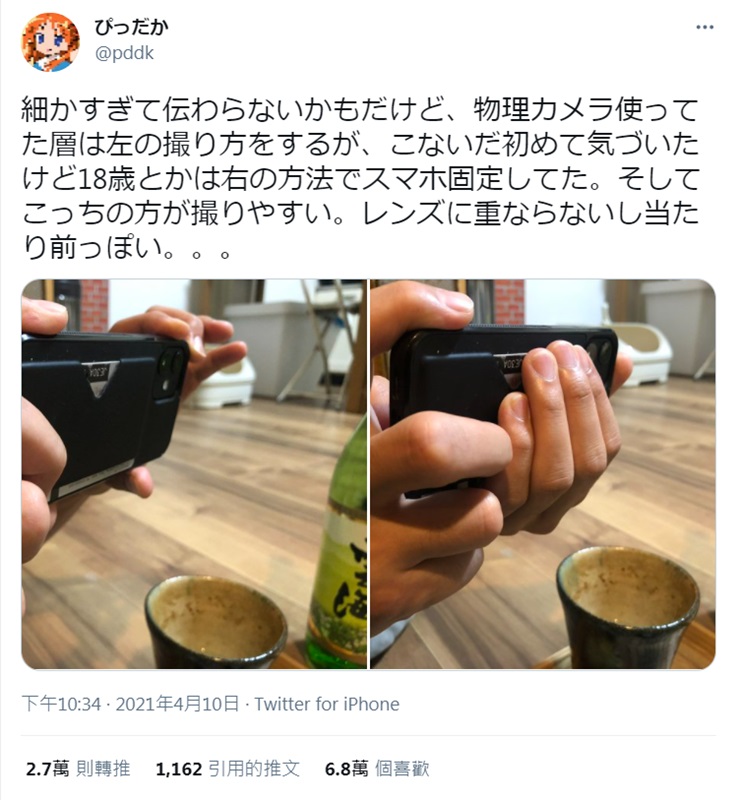 ぴっだか
@pddk
細かすぎて伝わらないかもだけど、物理カメラ使って
た層は左の撮り方をするが、こないだ初めて気づいた
けど18歳とかは右の方法でスマホ固定してた。そして
こっちの方が撮りやすい。レンズに重ならないし当た
り前っぽい。。。
下午10:34 · 2021年4月10日 · Twitter for iPhone
2.7萬 則轉推 1,162 引用的推文 6.8萬 個喜歡